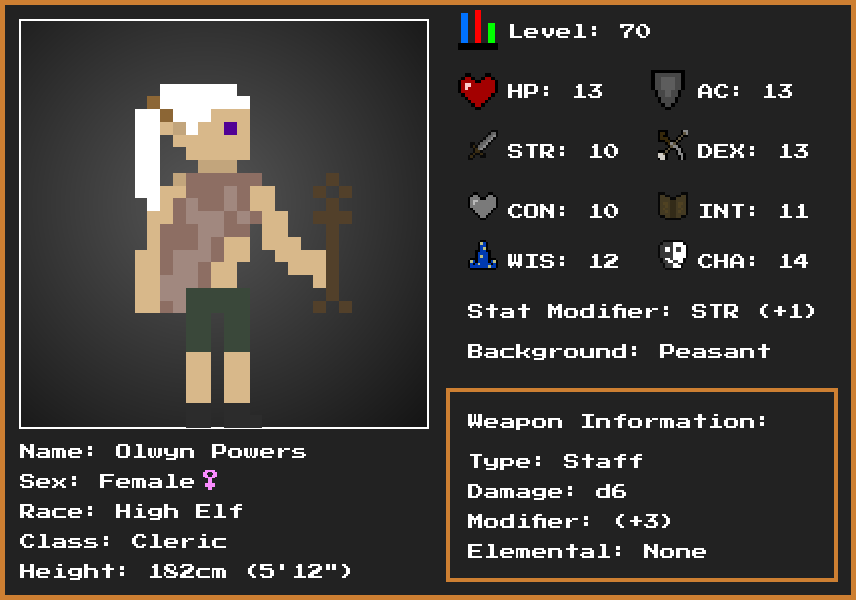 Level: 70
HP: 13
AC: 13
STR: 10
DEX: 13
CON: 10
INT: 11
WIS: 12
CHA: 14
Stat Modifier: STR (+1)
Background: Peasant
Weapon Information:
Type: Staff
Damage: d6
Modifier: (+3)
Elemental: None
Name: Olwyn Powers
Sex: Female♀
Race: High Elf
Class: Cleric
Height: 182cm (5'12")